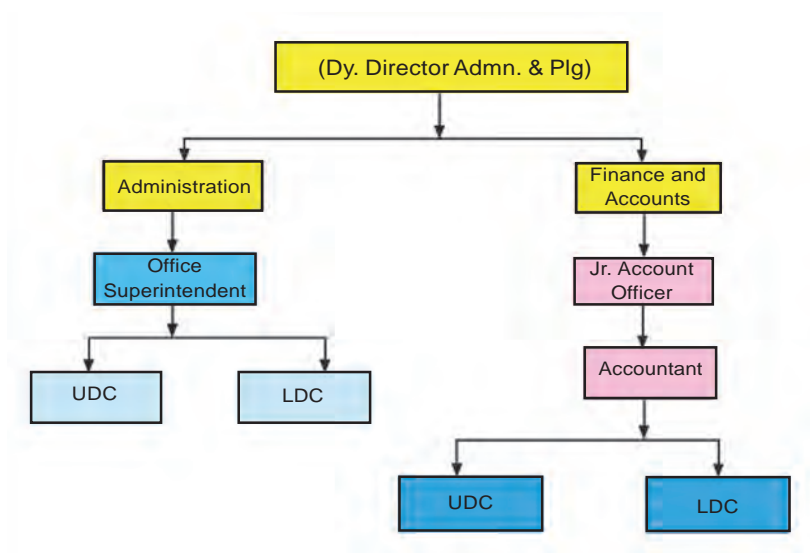 (Dy. Director Admn. & Plg)
Administration
Finance and
Accounts
Office
Superintendent
Jr. Account
Officer
UDC
LDC
Accountant
UDC
LDC